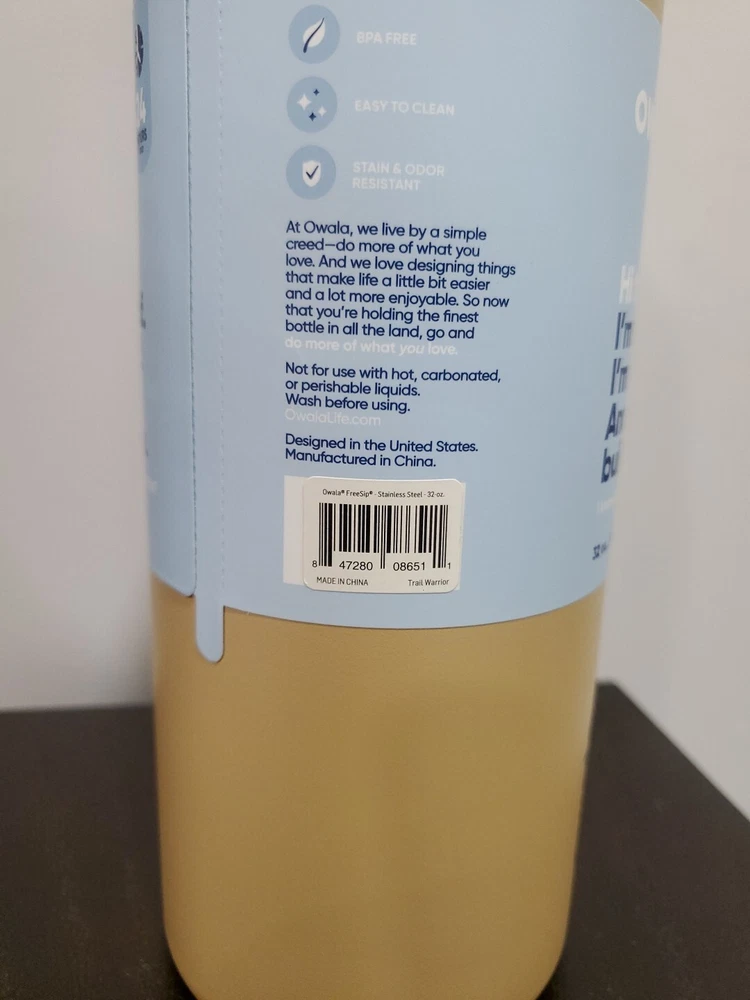 BPA FREE
EASY TO CLEAN
STAIN & ODOR
RESISTANT
At Owala, we live by a simple
creed—do more of what you
love. And we love designing things
that make life a little bit easier
and a lot more enjoyable. So now
that you're holding the finest
bottle in all the land, go and
do more of what you love.
Not for use with hot, carbonated,
or perishable liquids.
Wash before using.
OwalaLife.com
Designed in the United States.
Manufactured in China.
Owala® FreeSip® - Stainless Steel - 32-oz.
8 47280 08651 1
MADE IN CHINA Trail Warrior
I'm
I'm
32